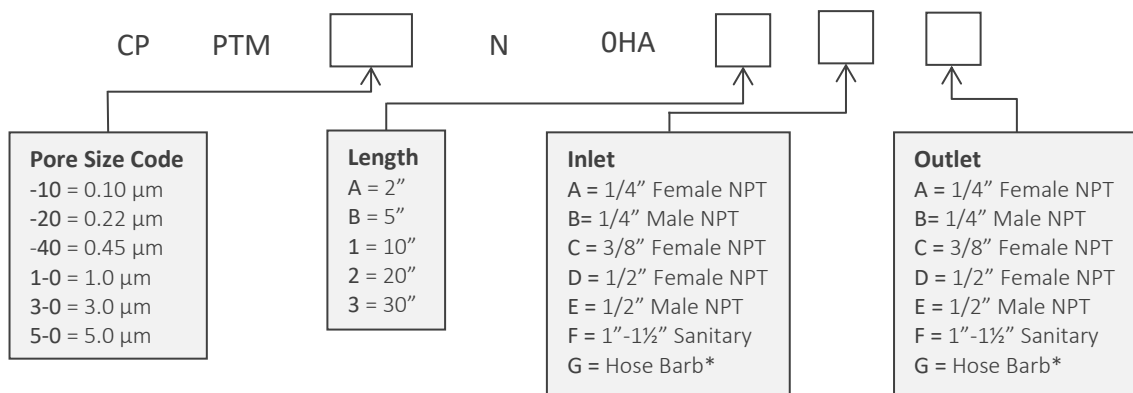 CP PTM N 0HA
Pore Size Code
-10 = 0.10 µm
-20 = 0.22 µm
-40 = 0.45 µm
1-0 = 1.0 µm
3-0 = 3.0 µm
5-0 = 5.0 µm
Length
A = 2”
B = 5”
1 = 10”
2 = 20”
3 = 30”
Inlet
A = 1/4” Female NPT
B= 1/4” Male NPT
C = 3/8” Female NPT
D = 1/2” Female NPT
E = 1/2” Male NPT
F = 1”-1½” Sanitary
G = Hose Barb*
Outlet
A = 1/4” Female NPT
B= 1/4” Male NPT
C = 3/8” Female NPT
D = 1/2” Female NPT
E = 1/2” Male NPT
F = 1”-1½” Sanitary
G = Hose Barb*